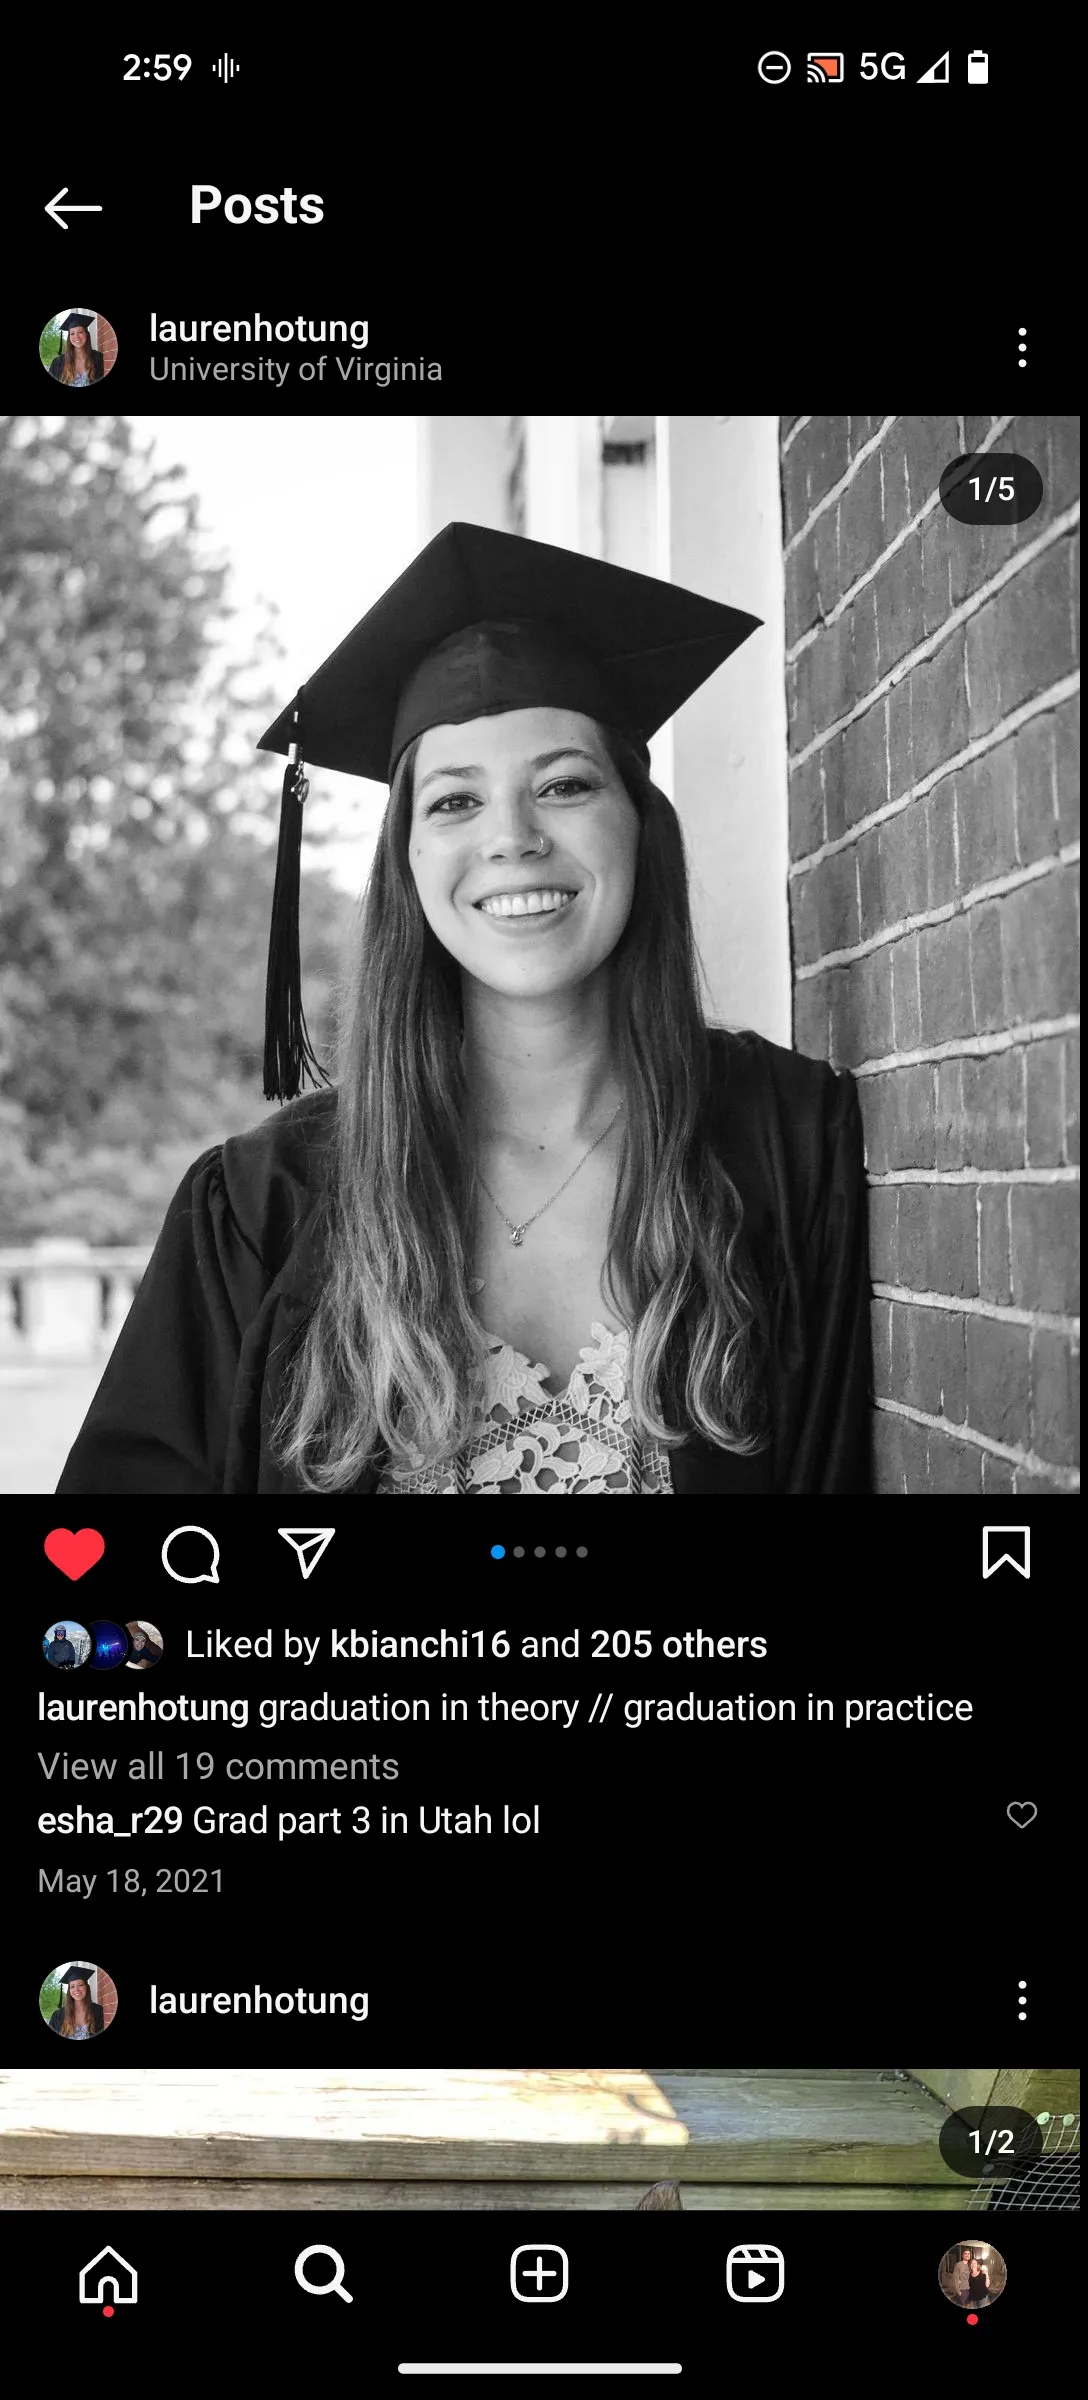 2:59 5G
Posts
laurenhotung
University of Virginia
1/5
Liked by kbianchi16 and 205 others
laurenhotung graduation in theory // graduation in practice
View all 19 comments
esha_r29 Grad part 3 in Utah lol
May 18, 2021
laurenhotung
1/2